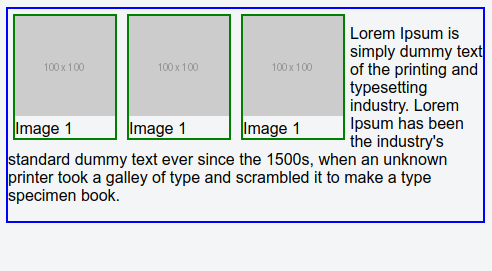 100 x 100
100 x 100
100 x 100
Image 1
Image 1
Image 1
Lorem Ipsum is
simply dummy text
of the printing and
typesetting
industry. Lorem
Ipsum has been
the industry's
standard dummy text ever since the 1500s, when an unknown
printer took a galley of type and scrambled it to make a type
specimen book.